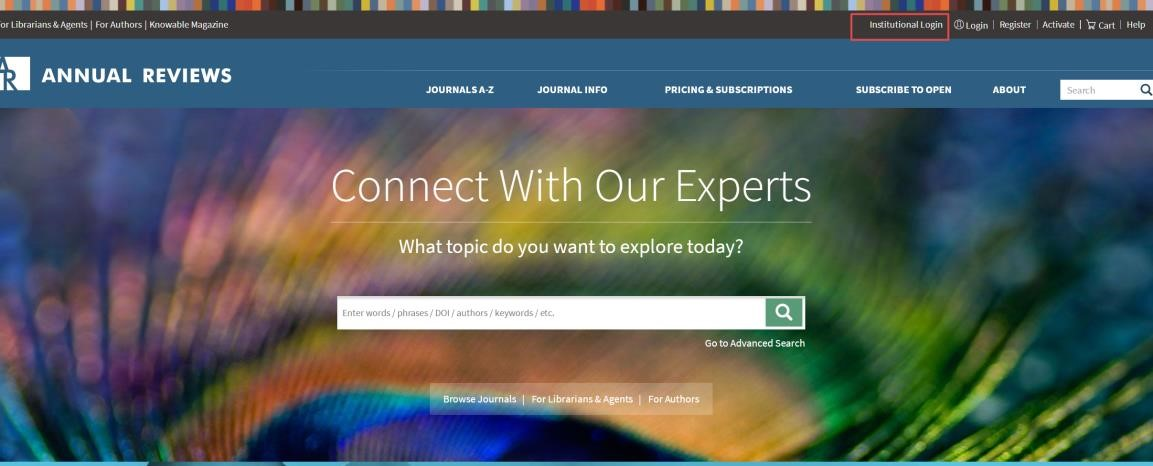 or Librarians & Agents | For Authors | Knowable Magazine
Institutional Login | Login | Register | Activate | Cart | Help
AR ANNUAL REVIEWS
JOURNALS A-Z JOURNAL INFO PRICING & SUBSCRIPTIONS SUBSCRIBE TO OPEN ABOUT Search
Connect With Our Experts
What topic do you want to explore today?
Enter words / phrases / DOI / authors / keywords / etc.
Go to Advanced Search
Browse Journals | For Librarians & Agents | For Authors